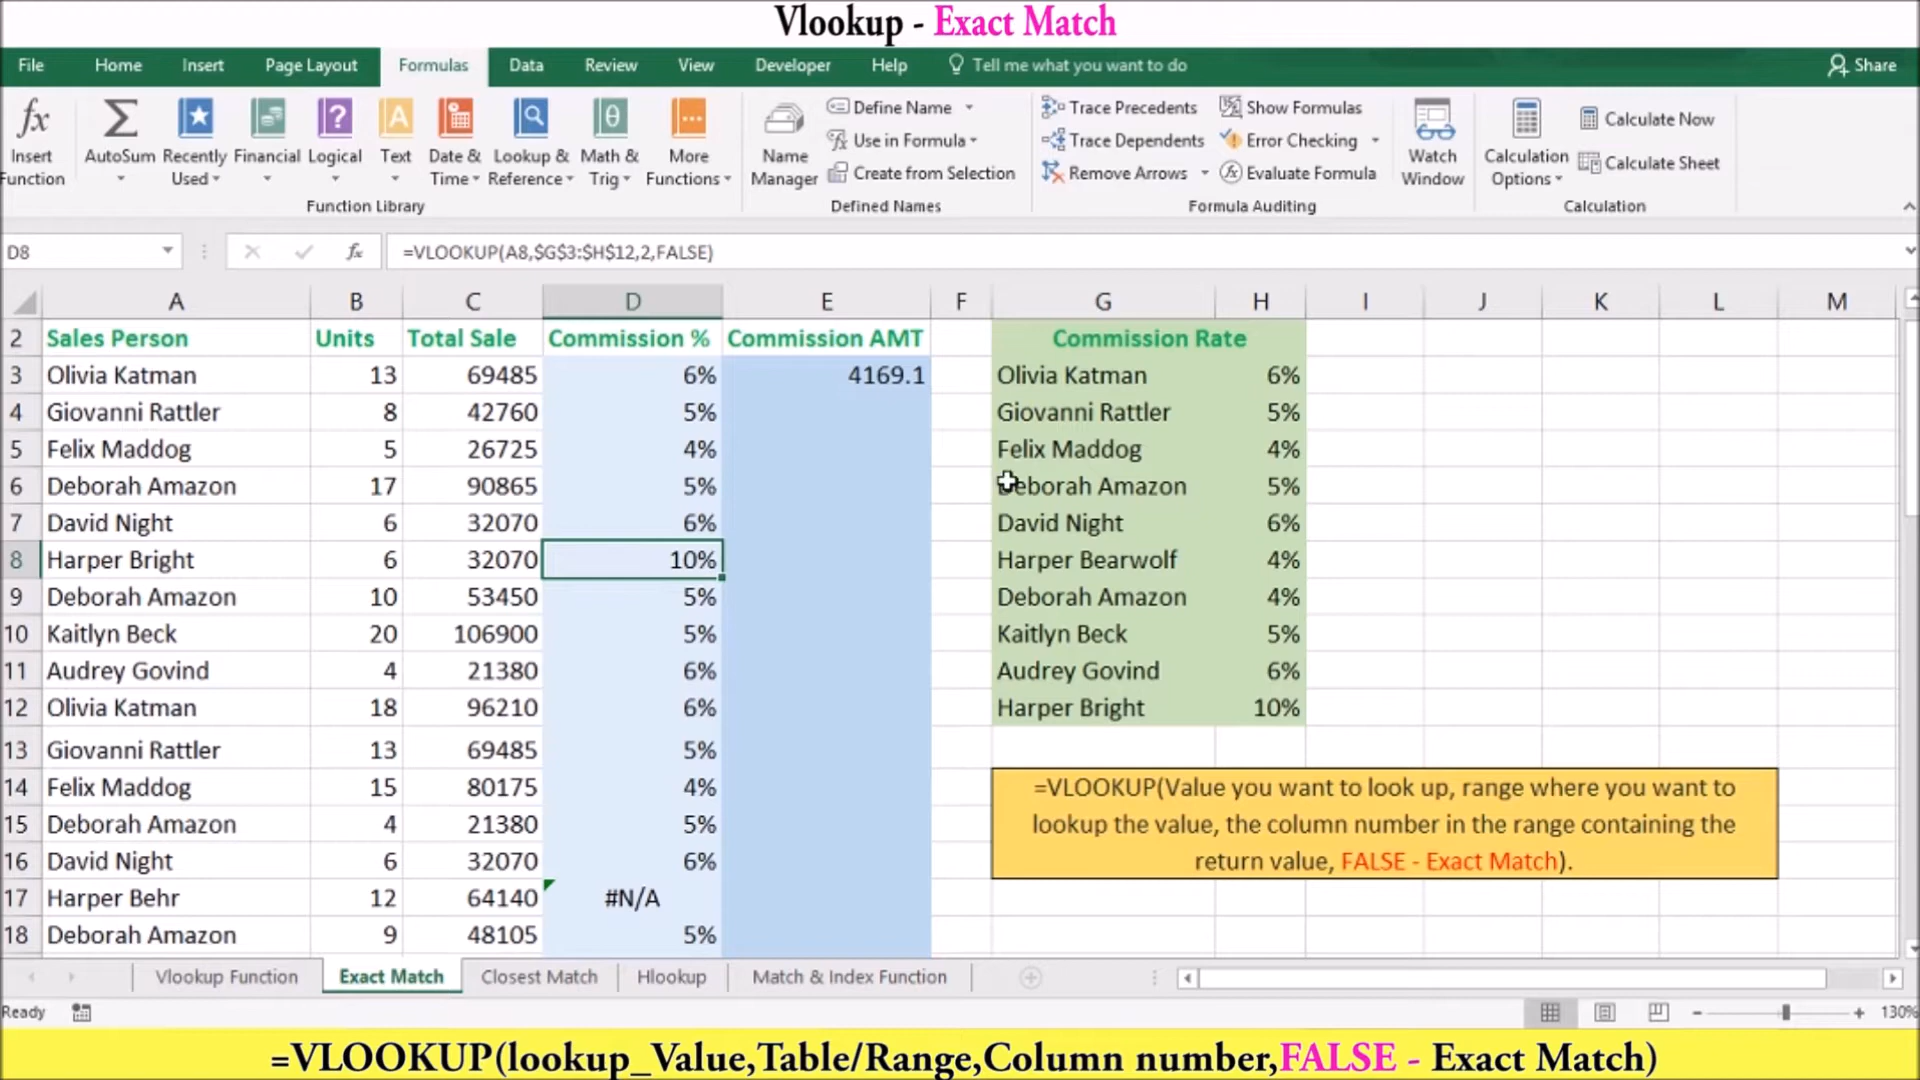 Vlookup - Exact Match
File Home Insert Page Layout Formulas Data Review View Developer Help Tell me what you want to do Share
Insert Function
AutoSum
Recently Used
Financial
Logical
Text
Date & Time
Lookup & Reference
Math & Trig
More Functions
Function Library
Name Manager
Define Name
Use in Formula
Create from Selection
Defined Names
Trace Precedents
Trace Dependents
Remove Arrows
Show Formulas
Error Checking
Evaluate Formula
Formula Auditing
Watch Window
Calculation Options
Calculate Now
Calculate Sheet
Calculation
D8 fx =VLOOKUP(A8,$G$3:$H$12,2,FALSE)
A B C D E F G H I J K L M
2 Sales Person Units Total Sale Commission % Commission AMT Commission Rate
3 Olivia Katman 13 69485 6% 4169.1 Olivia Katman 6%
4 Giovanni Rattler 8 42760 5% Giovanni Rattler 5%
5 Felix Maddog 5 26725 4% Felix Maddog 4%
6 Deborah Amazon 17 90865 5% Deborah Amazon 5%
7 David Night 6 32070 6% David Night 6%
8 Harper Bright 6 32070 10% Harper Bearwolf 4%
9 Deborah Amazon 10 53450 5% Deborah Amazon 4%
10 Kaitlyn Beck 20 106900 5% Kaitlyn Beck 5%
11 Audrey Govind 4 21380 6% Audrey Govind 6%
12 Olivia Katman 18 96210 6% Harper Bright 10%
13 Giovanni Rattler 13 69485 5%
14 Felix Maddog 15 80175 4%
15 Deborah Amazon 4 21380 5%
16 David Night 6 32070 6%
17 Harper Behr 12 64140 #N/A
18 Deborah Amazon 9 48105 5%
=VLOOKUP(Value you want to look up, range where you want to
lookup the value, the column number in the range containing the
return value, FALSE - Exact Match).
Vlookup Function Exact Match Closest Match Hlookup Match & Index Function
Ready 130%
=VLOOKUP(lookup_Value,Table/Range,Column number,FALSE - Exact Match)